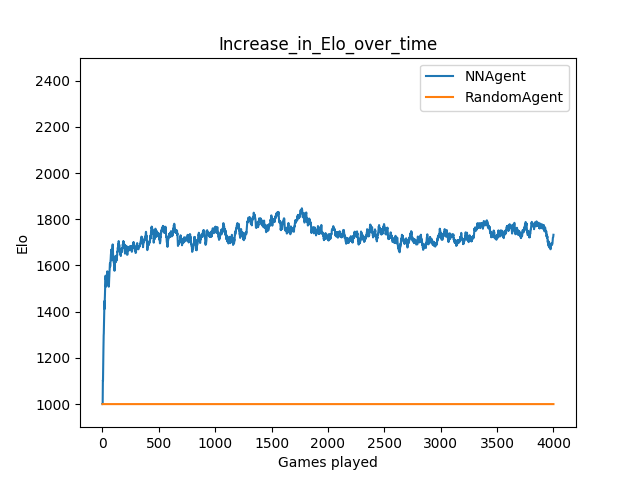 Increase_in_Elo_over_time
NNAgent
RandomAgent
2400
2200
2000
1800
1600
1400
1200
1000
Elo
0 500 1000 1500 2000 2500 3000 3500 4000
Games played